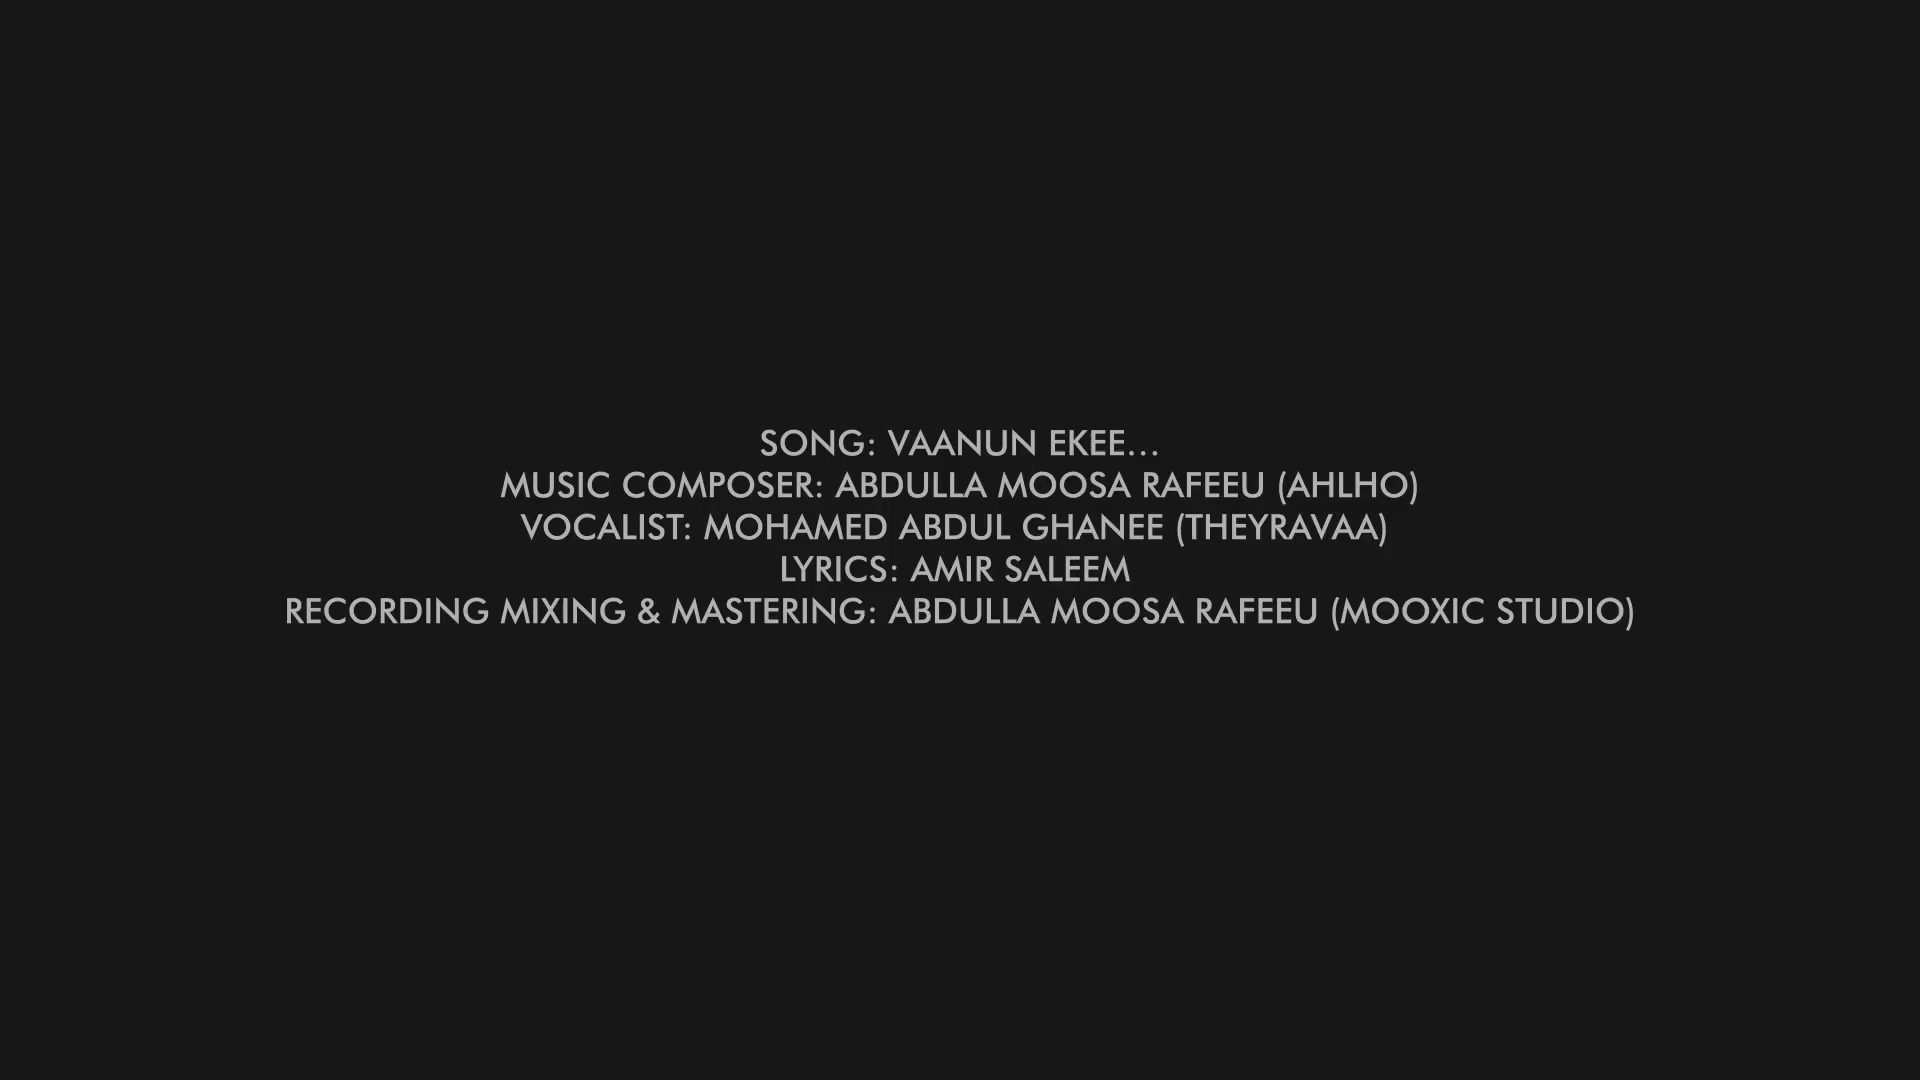 SONG: VAANUN EKEE...
MUSIC COMPOSER: ABDULLA MOOSA RAFEEU (AHLHO)
VOCALIST: MOHAMED ABDUL GHANEE (THEYRAVAA)
LYRICS: AMIR SALEEM
RECORDING MIXING & MASTERING: ABDULLA MOOSA RAFEEU (MOOXIC STUDIO)